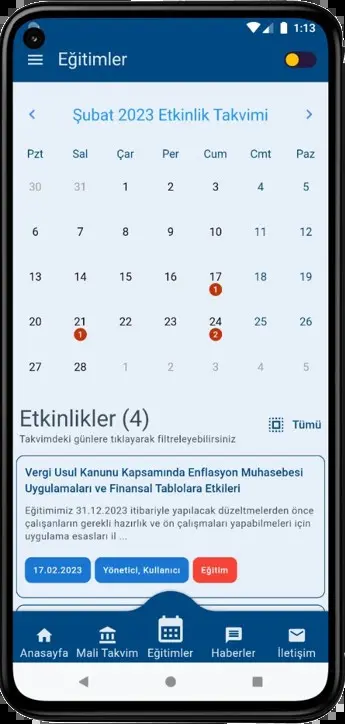 1:13
Eğitimler
Şubat 2023 Etkinlik Takvimi
Pzt Sal Çar Per Cum Cmt Paz
30 31 1 2 3 4 5
6 7 8 9 10 11 12
13 14 15 16 17 18 19
1
20 21 22 23 24 25 26
1 2
27 28 1 2 3 4 5
Etkinlikler (4)
Tümü
Takvimdeki günlere tıklayarak filtreleyebilirsiniz
Vergi Usul Kanunu Kapsamında Enflasyon Muhasebesi
Uygulamaları ve Finansal Tablolara Etkileri
Eğitimimiz 31.12.2023 itibariyle yapılacak düzeltmelerden önce
çalışanların gerekli hazırlık ve ön çalışmaları yapabilmeleri için
uygulama esasları il ...
17.02.2023 Yönetici, Kullanıcı Eğitim
Anasayfa Mali Takvim Eğitimler Haberler İletişim